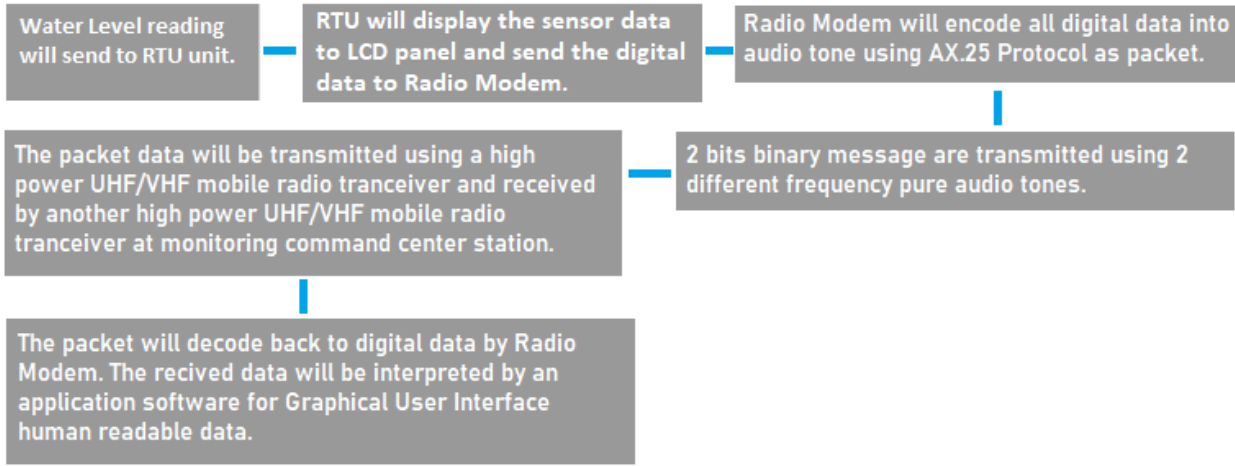 Water Level reading
will send to RTU unit.
RTU will display the sensor data
to LCD panel and send the digital
data to Radio Modem.
Radio Modem will encode all digital data into
audio tone using AX.25 Protocol as packet.
2 bits binary message are transmitted using 2
different frequency pure audio tones.
The packet data will be transmitted using a high
power UHF/VHF mobile radio tranceiver and received
by another high power UHF/VHF mobile radio
tranceiver at monitoring command center station.
The packet will decode back to digital data by Radio
Modem. The recived data will be interpreted by an
application software for Graphical User Interface
human readable data.